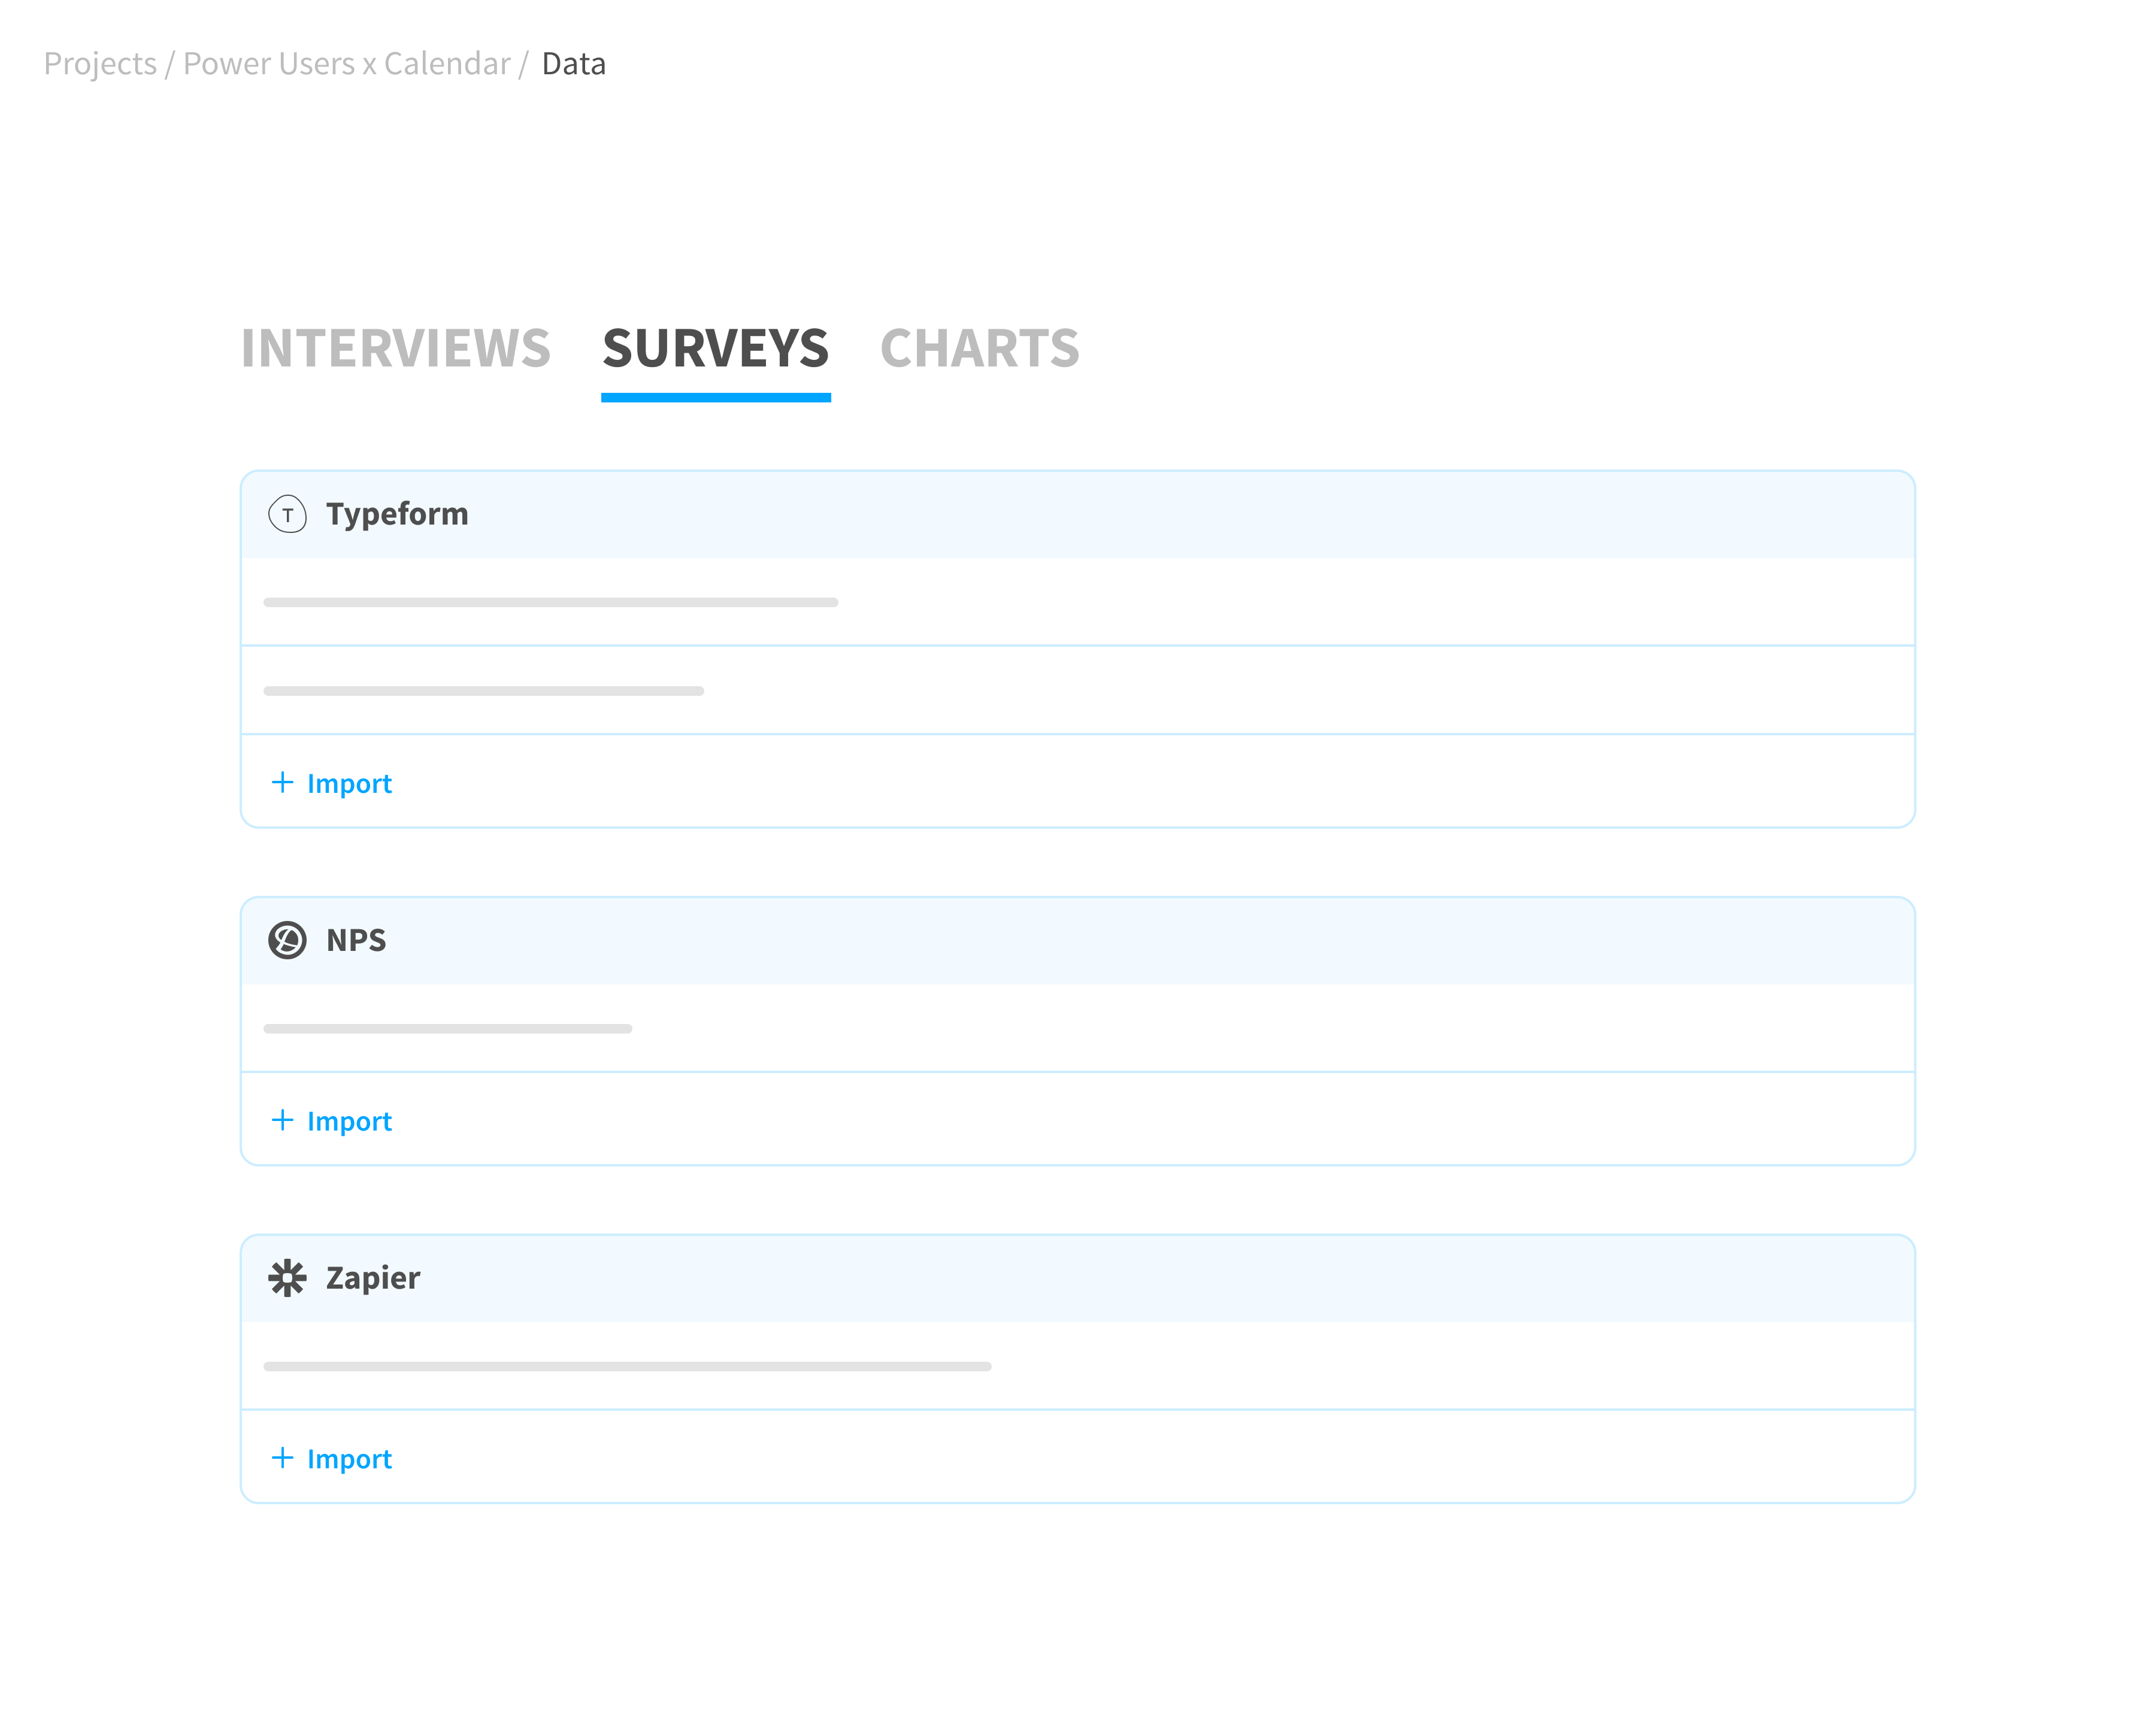 Projects / Power Users x Calendar / Data
INTERVIEWS SURVEYS CHARTS
T Typeform
+ Import
NPS
+ Import
Zapier
+ Import